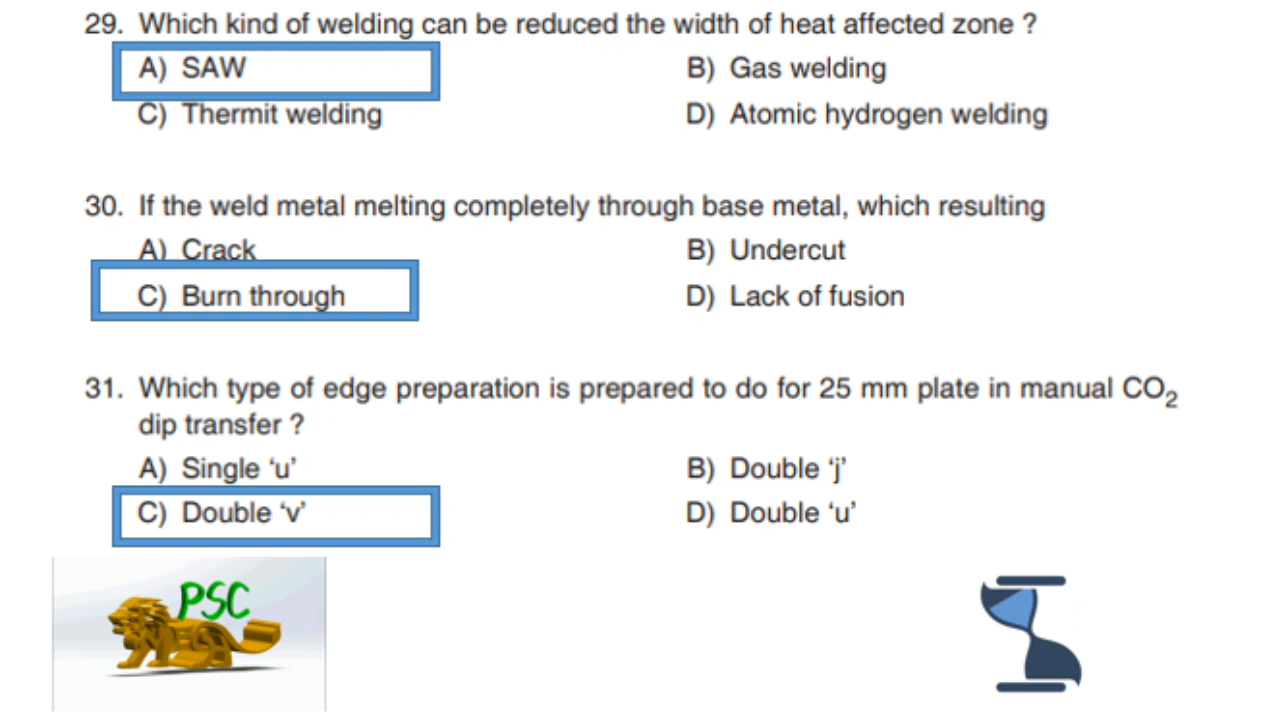 29. Which kind of welding can be reduced the width of heat affected zone ?
A) SAW B) Gas welding
C) Thermit welding D) Atomic hydrogen welding
30. If the weld metal melting completely through base metal, which resulting
A) Crack B) Undercut
C) Burn through D) Lack of fusion
31. Which type of edge preparation is prepared to do for 25 mm plate in manual CO₂
dip transfer ?
A) Single ‘u’ B) Double ‘j’
C) Double ‘v’ D) Double ‘u’
PSC